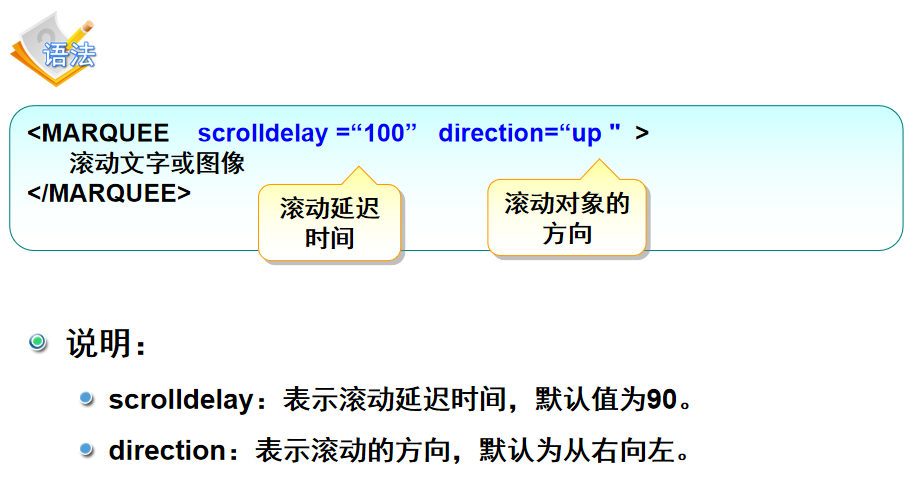 语法
<MARQUEE scrolldelay =“100” direction=“up " >
滚动文字或图像
</MARQUEE>
滚动延迟
时间
滚动对象的
方向
说明：
scrolldelay：表示滚动延迟时间，默认值为90。
direction：表示滚动的方向，默认为从右向左。